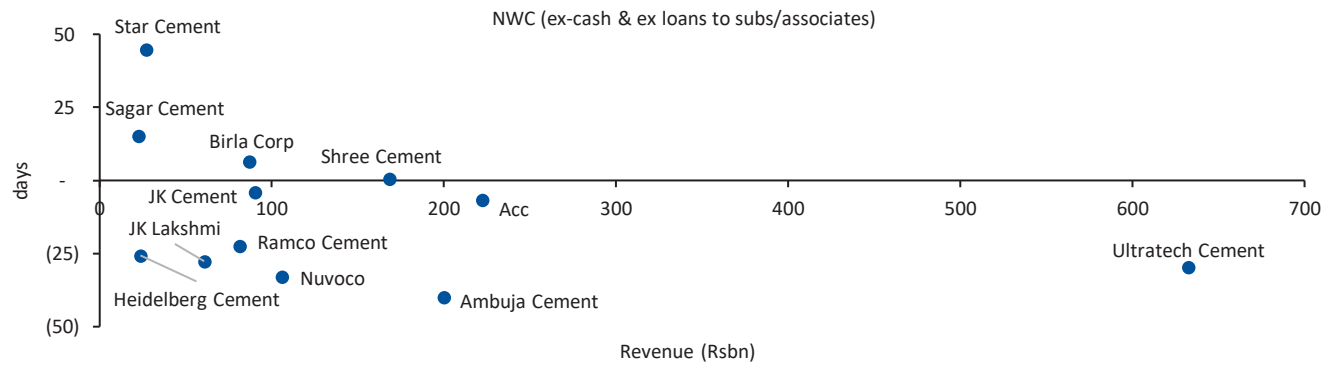 NWC (ex-cash & ex loans to subs/associates)
50
Star Cement
25
Sagar Cement
Birla Corp
Shree Cement
days
-
JK Cement
0
100
200
300
400
500
600
700
Acc
JK Lakshmi
Ramco Cement
Ultratech Cement
(25)
Nuvoco
Heidelberg Cement
Ambuja Cement
(50)
Revenue (Rsbn)